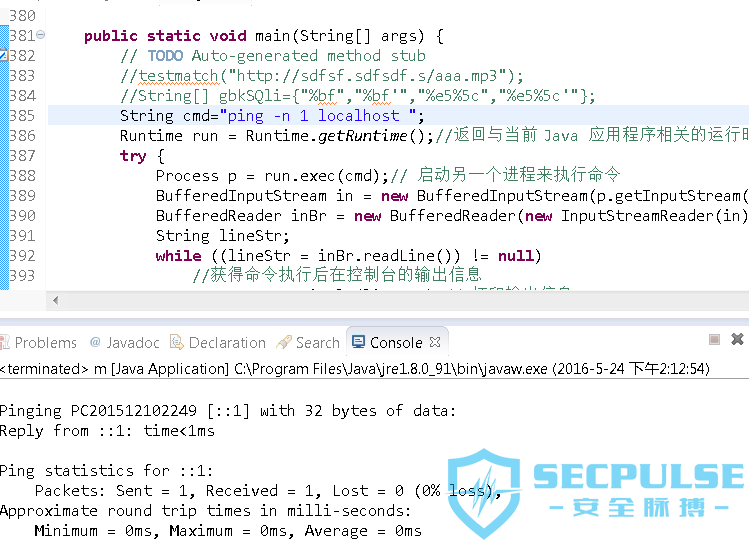 380
381 public static void main(String[] args) {
382 // TODO Auto-generated method stub
383 //testmatch("http://sdfsf.sdfsdf.s/aaa.mp3");
384 //String[] gbkSQli={"%bf","%bf'","%e5%5c","%e5%5c'"};
385 String cmd="ping -n 1 localhost ";
386 Runtime run = Runtime.getRuntime();//返回与当前 Java 应用程序相关的运行时
387 try {
388 Process p = run.exec(cmd);// 启动另一个进程来执行命令
389 BufferedInputStream in = new BufferedInputStream(p.getInputStream(
390 BufferedReader inBr = new BufferedReader(new InputStreamReader(in)
391 String lineStr;
392 while ((lineStr = inBr.readLine()) != null)
393 //获得命令执行后在控制台的输出信息
Problems @ Javadoc Declaration Search Console
<terminated> m [Java Application] C:\Program Files\Java\jre1.8.0_91\bin\javaw.exe (2016-5-24 下午2:12:54)
Pinging PC201512102249 [::1] with 32 bytes of data:
Reply from ::1: time<1ms
Ping statistics for ::1:
Packets: Sent = 1, Received = 1, Lost = 0 (0% loss),
Approximate round trip times in milli-seconds:
Minimum = 0ms, Maximum = 0ms, Average = 0ms
SECPULSE
安全脉搏